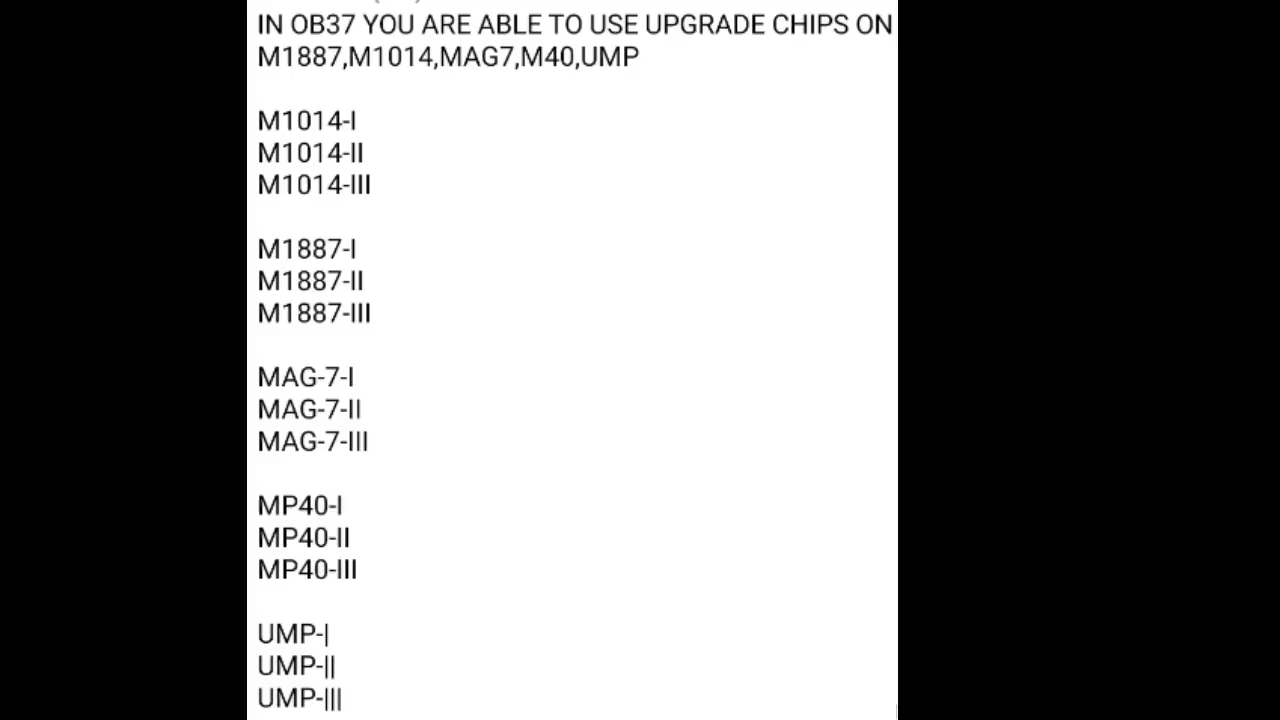 IN OB37 YOU ARE ABLE TO USE UPGRADE CHIPS ON
M1887,M1014,MAG7,M40,UMP
M1014-I
M1014-II
M1014-III
M1887-I
M1887-II
M1887-III
MAG-7-I
MAG-7-II
MAG-7-III
MP40-I
MP40-II
MP40-III
UMP-|
UMP-||
UMP-|||